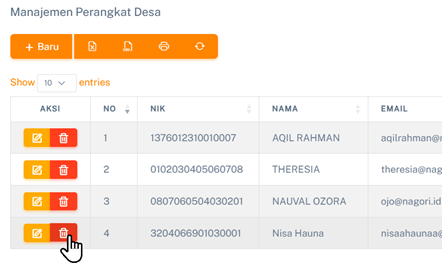 Manajemen Perangkat Desa
+ Baru
Show 10 entries
AKSI NO NIK NAMA EMAIL
1 1376012310010007 AQIL RAHMAN aqilrahman@
2 0102030405060708 THERESIA theresia@nag
3 0807060504030201 NAUVAL OZORA ojo@nagori.id
4 3204066901030001 Nisa Hauna nisaahaunaa@